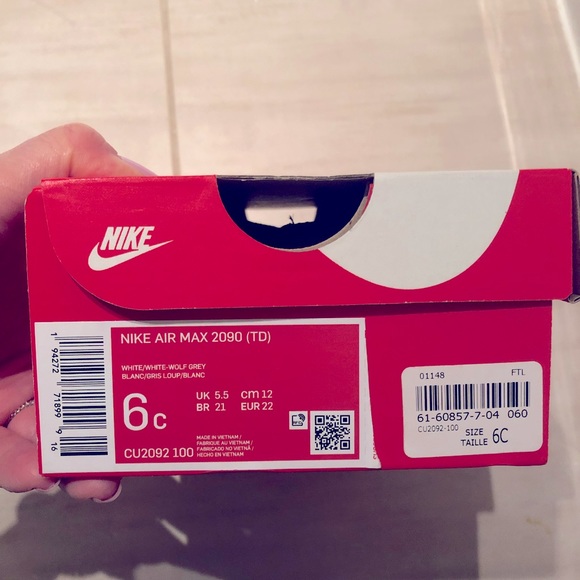 NIKE
NIKE AIR MAX 2090 (TD)
WHITE/WHITE-WOLF GREY
BLANC/GRIS LOUP/BLANC
6 C
UK 5.5 CM 12
BR 21 EUR 22
MADE IN VIETNAM/
FABRIQUE AU VIETNAM/
FABRICADO NO VIETNÃ/
HECHO EN VIETNAM
CU2092 100
1 94272 71899 9 16
01148 FTL
61-60857-7-04 060
CU2092-100 SIZE
TAILLE 6C